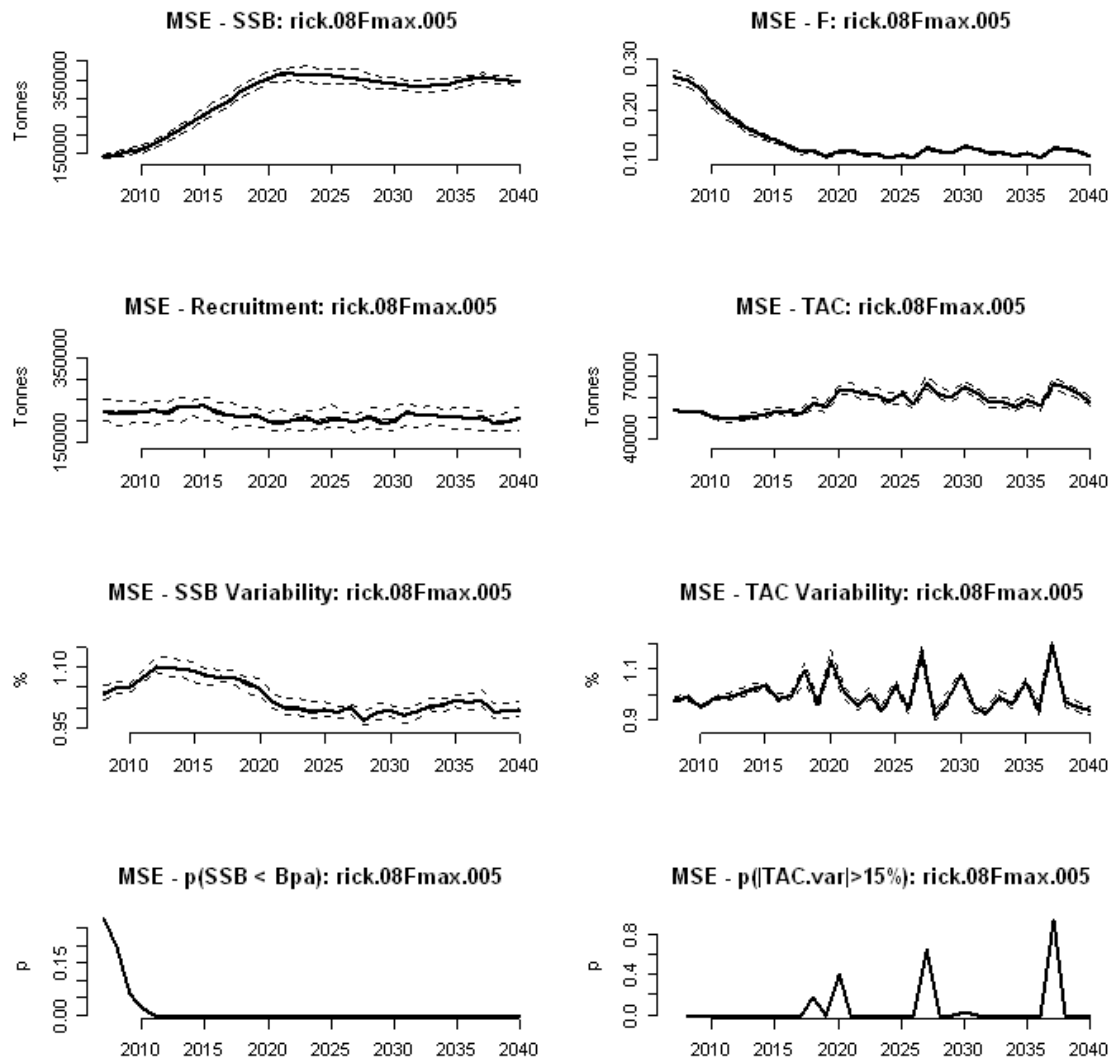 MSE - SSB: rick.08Fmax.005
Tonnes
150000 350000
2010 2015 2020 2025 2030 2035 2040
MSE - F: rick.08Fmax.005
0.10 0.20 0.30
2010 2015 2020 2025 2030 2035 2040
MSE - Recruitment: rick.08Fmax.005
Tonnes
150000 350000
2010 2015 2020 2025 2030 2035 2040
MSE - TAC: rick.08Fmax.005
Tonnes
40000 70000
2010 2015 2020 2025 2030 2035 2040
MSE - SSB Variability: rick.08Fmax.005
%
0.95 1.10
2010 2015 2020 2025 2030 2035 2040
MSE - TAC Variability: rick.08Fmax.005
%
0.9 1.1
2010 2015 2020 2025 2030 2035 2040
MSE - p(SSB < Bpa): rick.08Fmax.005
p
0.00 0.15
2010 2015 2020 2025 2030 2035 2040
MSE - p(|TAC.var|>15%): rick.08Fmax.005
p
0.0 0.4 0.8
2010 2015 2020 2025 2030 2035 2040